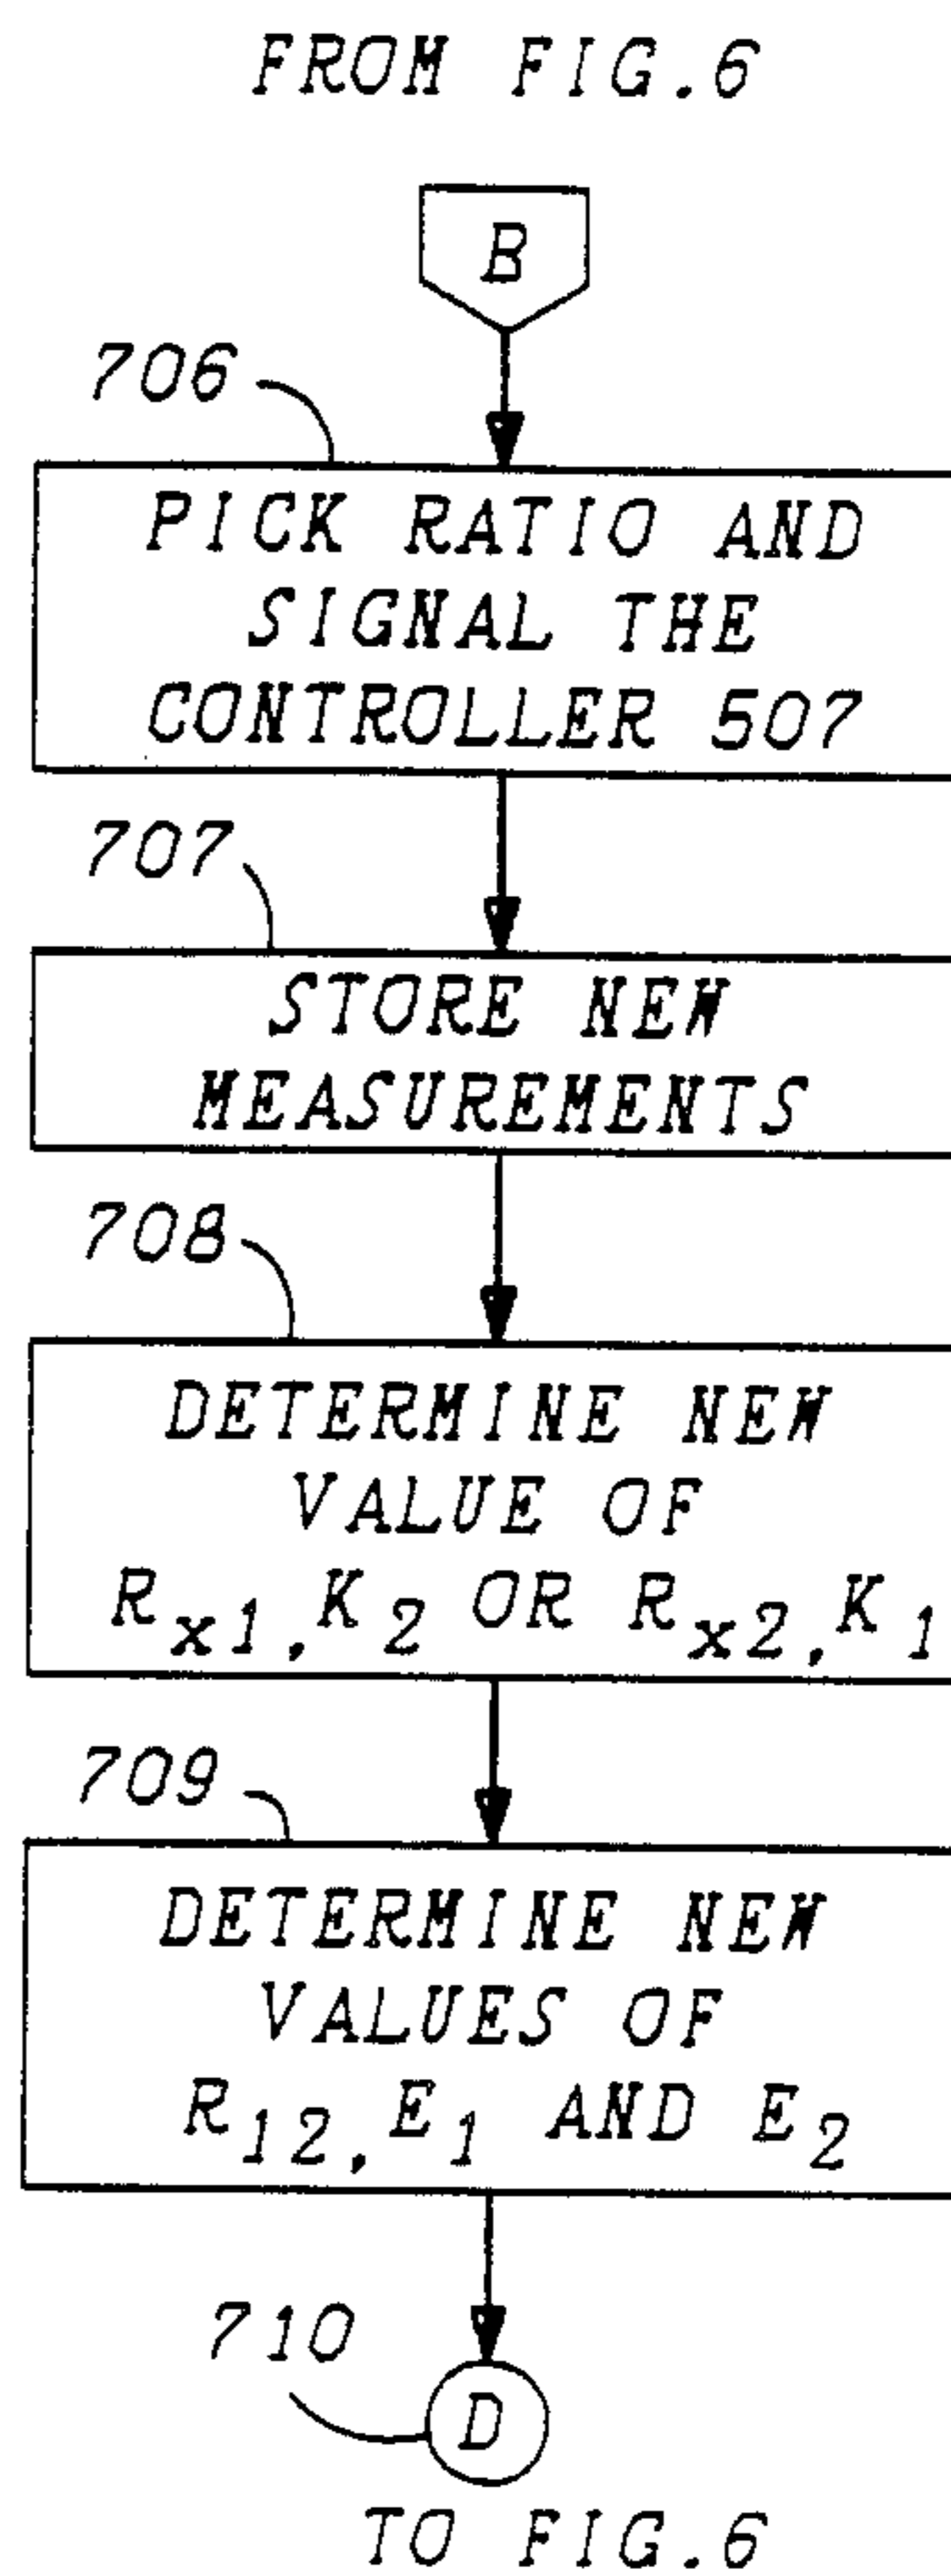 FROM FIG.6
B
706
PICK RATIO AND
SIGNAL THE
CONTROLLER 507
707
STORE NEW
MEASUREMENTS
708
DETERMINE NEW
VALUE OF
Rx1,K2 OR Rx2,K1
709
DETERMINE NEW
VALUES OF
R12,E1 AND E2
710
D
TO FIG.6